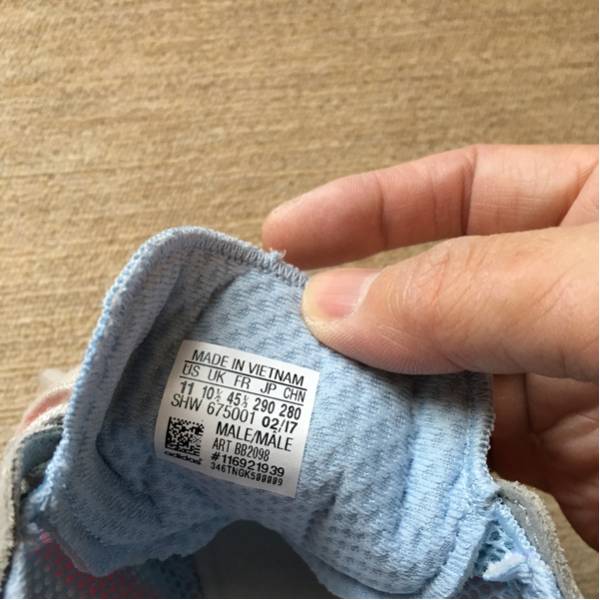 MADE IN VIETNAM
US UK FR JP CHN
11 10½ 45⅓ 290 280
SHW 675001 02/17
MALE/MALE
ART BB2098
#116921939
adidas 346TNGK599999